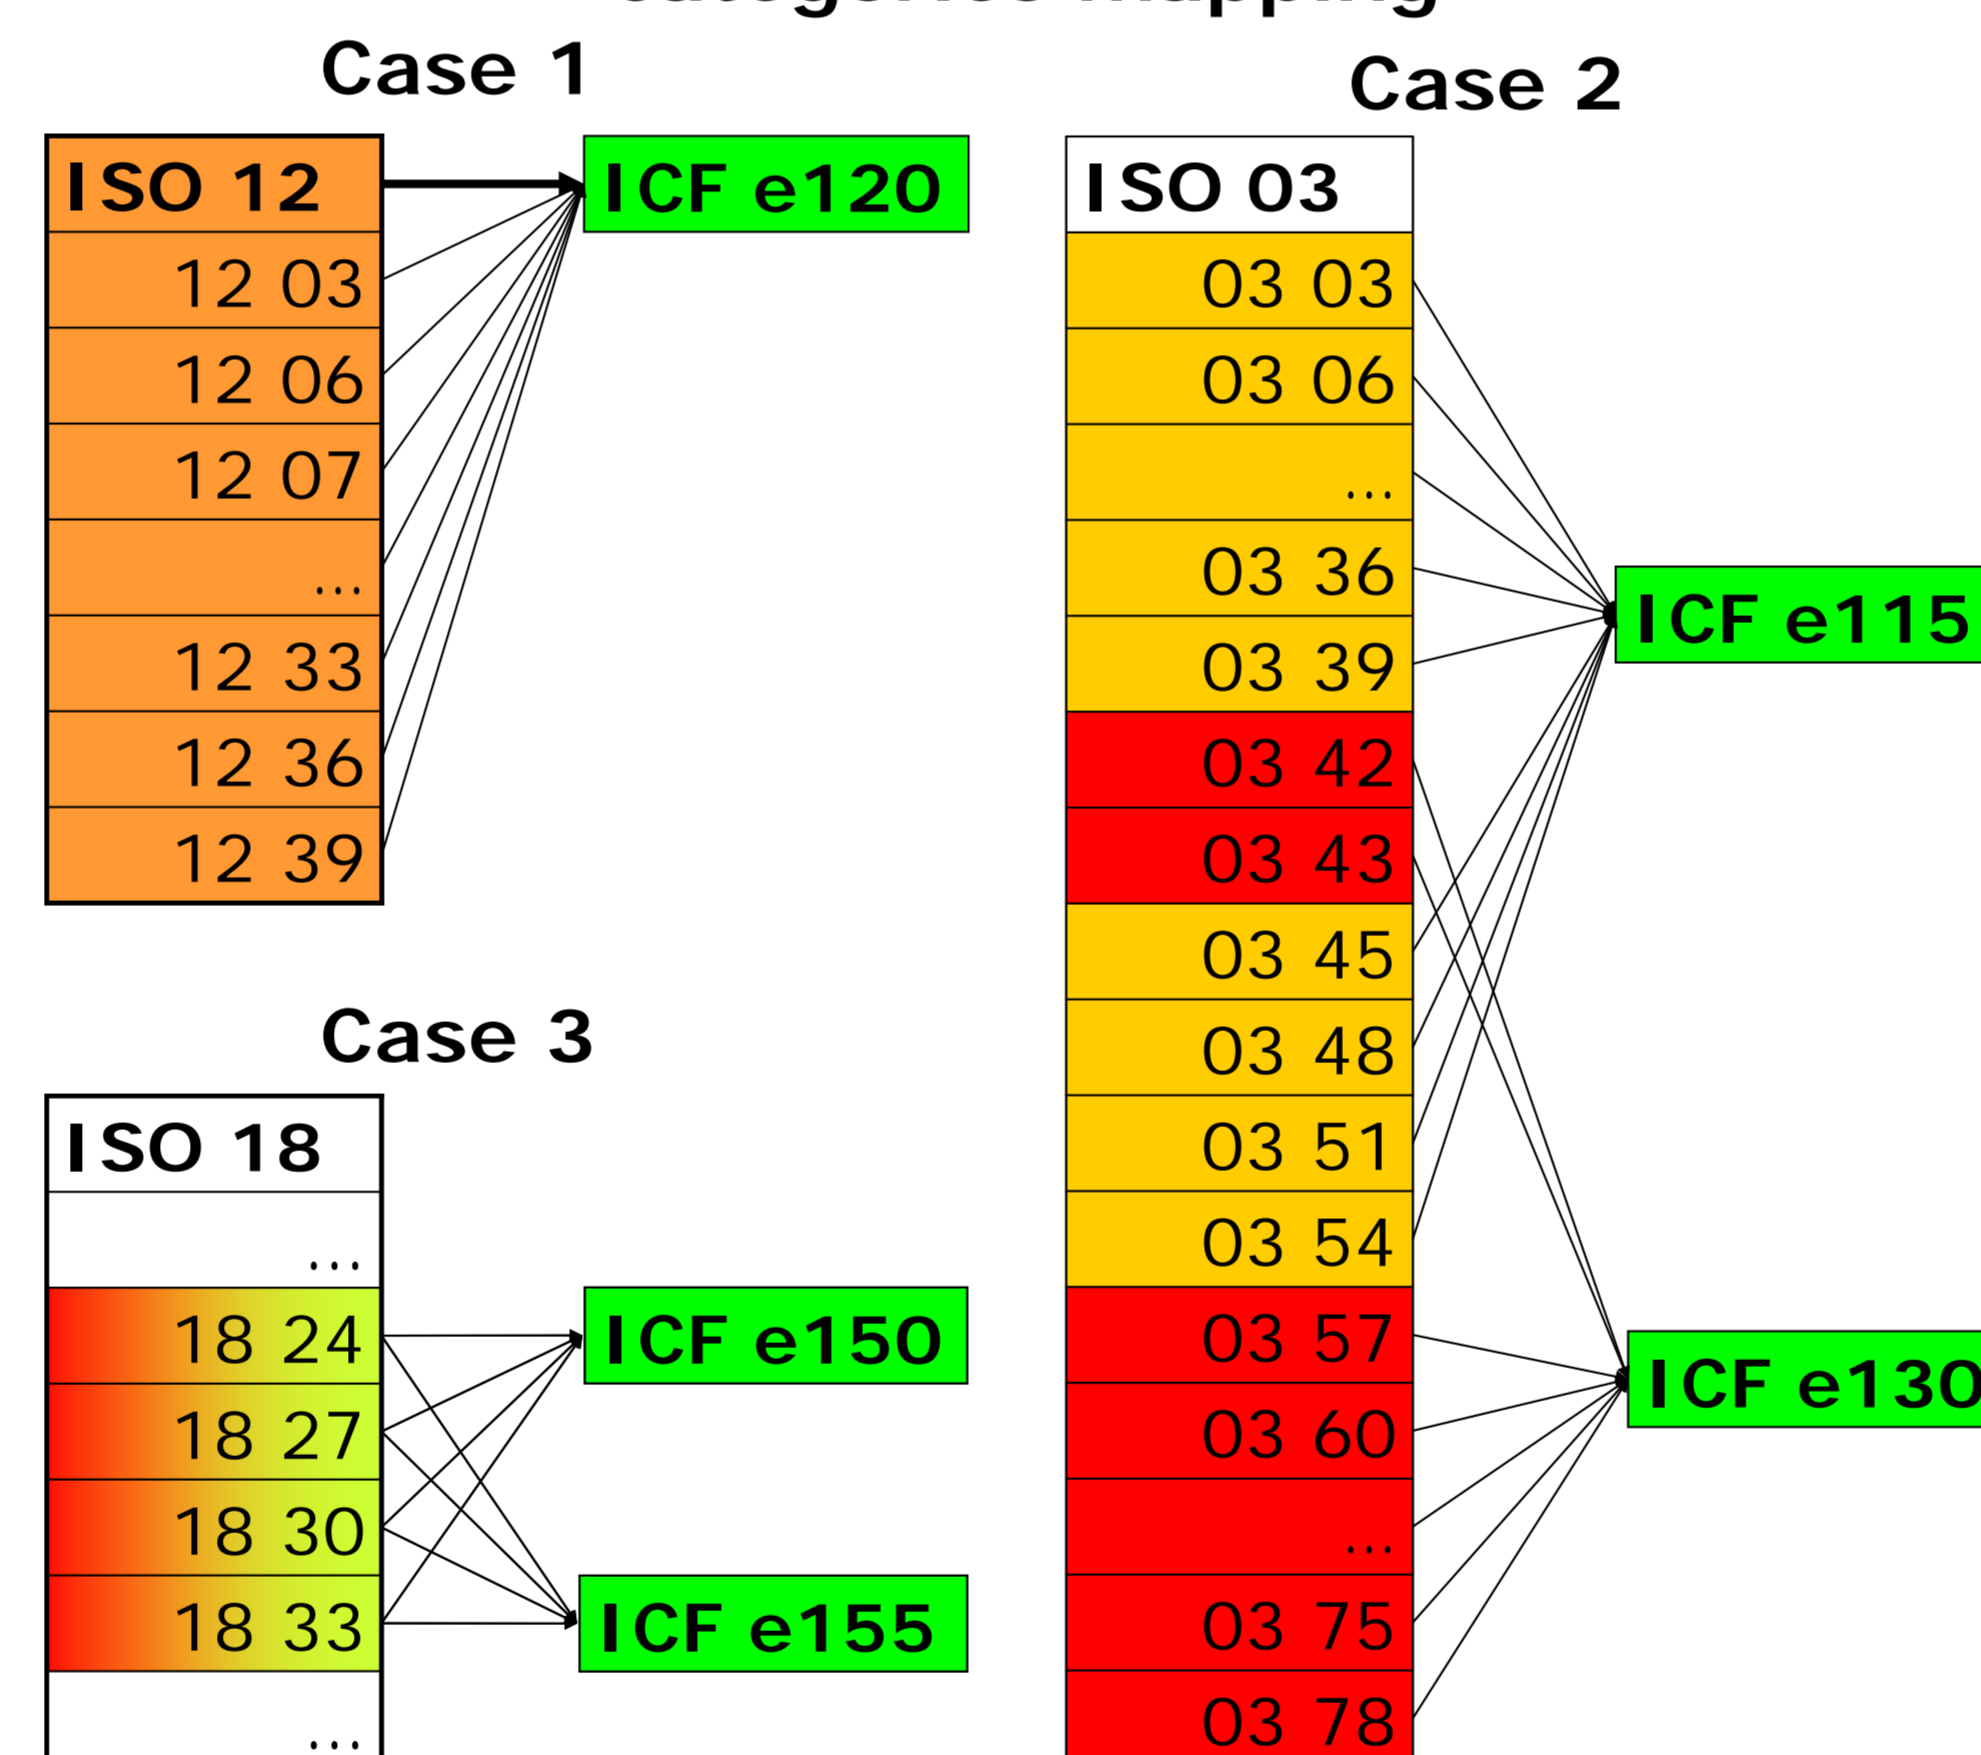 categories mapping
Case 1
ISO 12
12 03
12 06
12 07
...
12 33
12 36
12 39
ICF e120
Case 2
ISO 03
03 03
03 06
...
03 36
03 39
03 42
03 43
03 45
03 48
03 51
03 54
03 57
03 60
...
03 75
03 78
ICF e115
ICF e130
Case 3
ISO 18
...
18 24
18 27
18 30
18 33
...
ICF e150
ICF e155